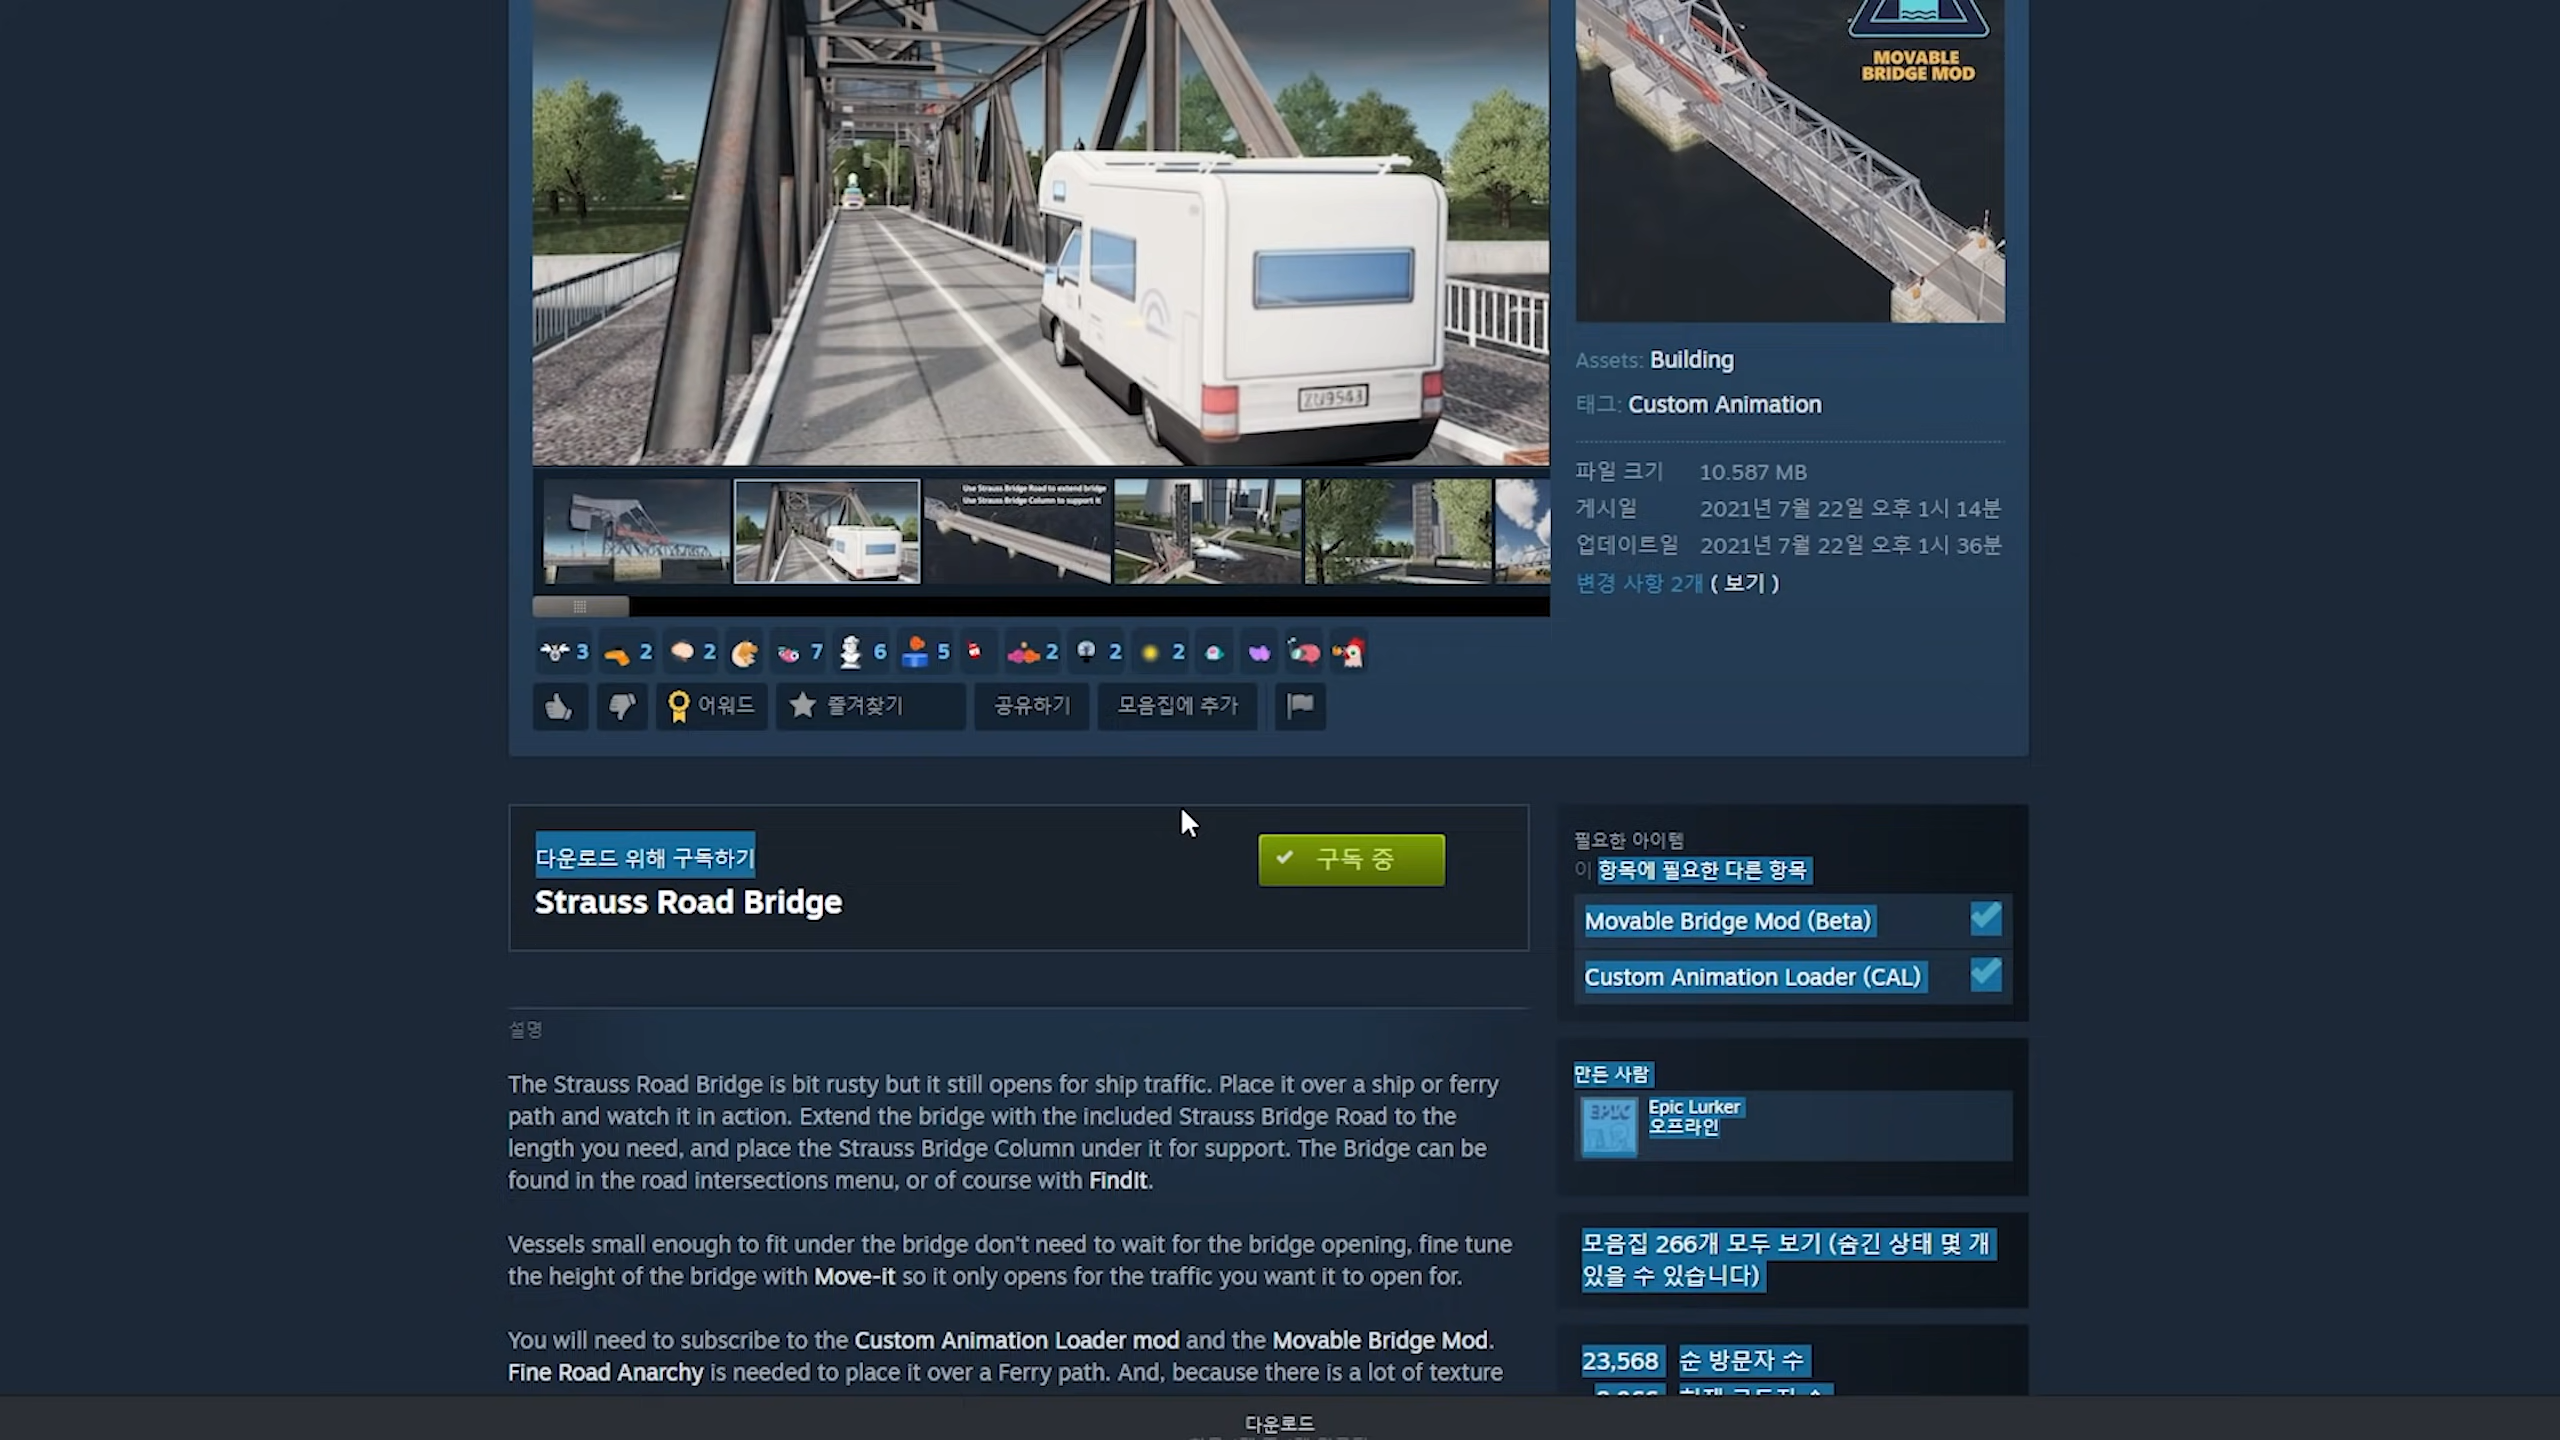 MOVABLE
BRIDGE MOD
ZU9543
Assets: Building
태그: Custom Animation
파일 크기 10.587 MB
게시일 2021년 7월 22일 오후 1시 14분
업데이트일 2021년 7월 22일 오후 1시 36분
변경 사항 2개 ( 보기 )
Use Strauss Bridge Road to extend bridge
Use Strauss Bridge Column to support it
3 2 2 7 6 5 2 2 2
어워드 즐겨찾기 공유하기 모음집에 추가
다운로드 위해 구독하기
Strauss Road Bridge
구독 중
설명
The Strauss Road Bridge is bit rusty but it still opens for ship traffic. Place it over a ship or ferry
path and watch it in action. Extend the bridge with the included Strauss Bridge Road to the
length you need, and place the Strauss Bridge Column under it for support. The Bridge can be
found in the road intersections menu, or of course with FindIt.
Vessels small enough to fit under the bridge don't need to wait for the bridge opening, fine tune
the height of the bridge with Move-it so it only opens for the traffic you want it to open for.
You will need to subscribe to the Custom Animation Loader mod and the Movable Bridge Mod.
Fine Road Anarchy is needed to place it over a Ferry path. And, because there is a lot of texture
필요한 아이템
이 항목에 필요한 다른 항목
Movable Bridge Mod (Beta)
Custom Animation Loader (CAL)
만든 사람
EPIC
Epic Lurker
오프라인
모음집 266개 모두 보기 (숨긴 상태 몇 개
있을 수 있습니다)
23,568 순 방문자 수
다운로드